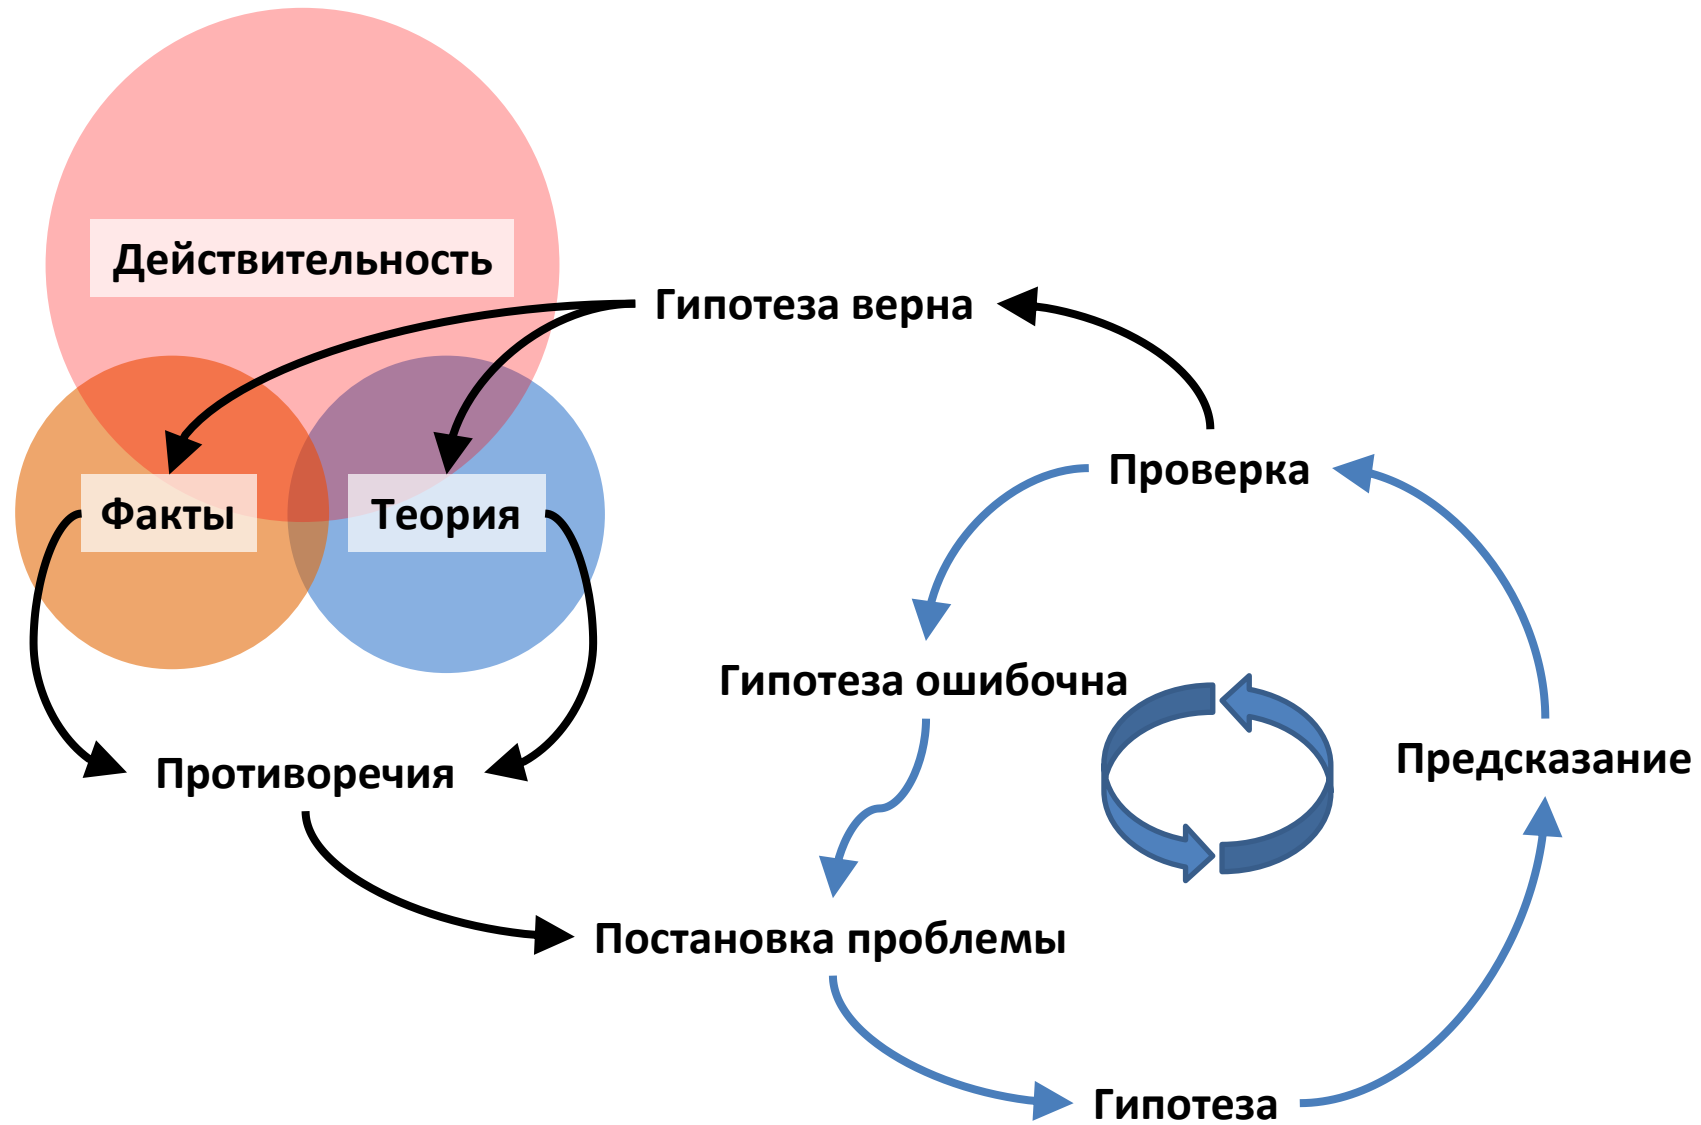 Действительность
Гипотеза верна
Проверка
Факты
Теория
Гипотеза ошибочна
Предсказание
Противоречия
Постановка проблемы
Гипотеза